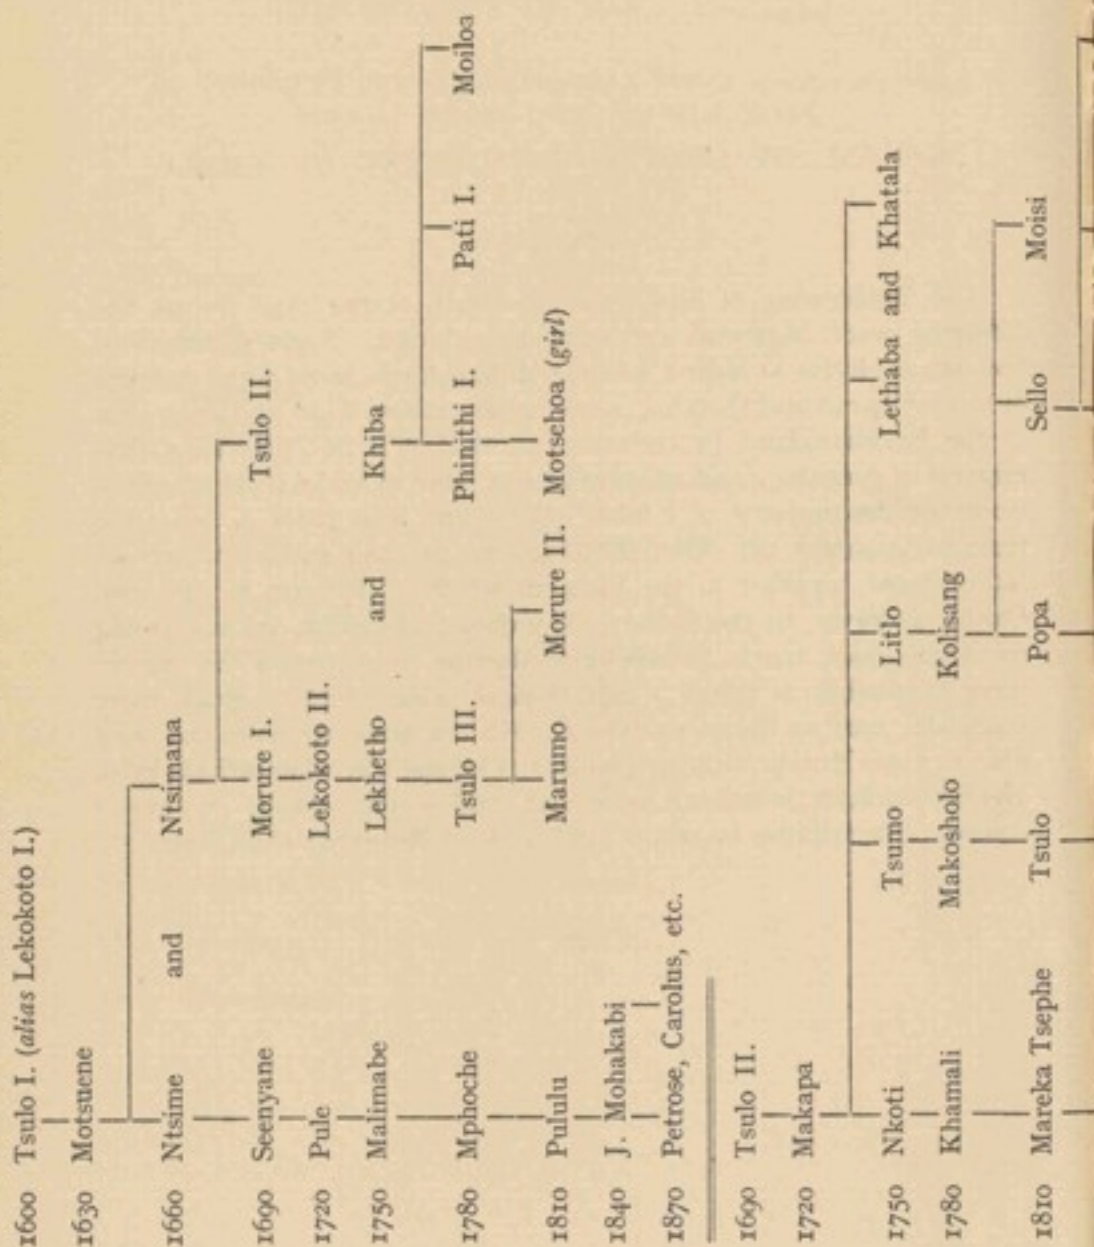 1600 Tsulo I. (alias Lekokoto I.)
1630 Motsuene
1660 Ntsime and Ntsimana
1690 Seenyane Morure I. Tsulo II.
1720 Pule Lekokoto II.
1750 Malimabe Lekhetho and Khiba
1780 Mphoche Tsulo III. Phinithi I. Pati I. Moiloa
1810 Pululu Marumo Morure II. Motsehoa (girl)
1840 J. Mohakabi
1870 Petrose, Carolus, etc.
1690 Tsulo II.
1720 Makapa
1750 Nkoti Tsumo Litlo Lethaba and Khatala
1780 Khamali Makosholo Kolisang
1810 Mareka Tsephe Tsulo Popa Sello Moisi